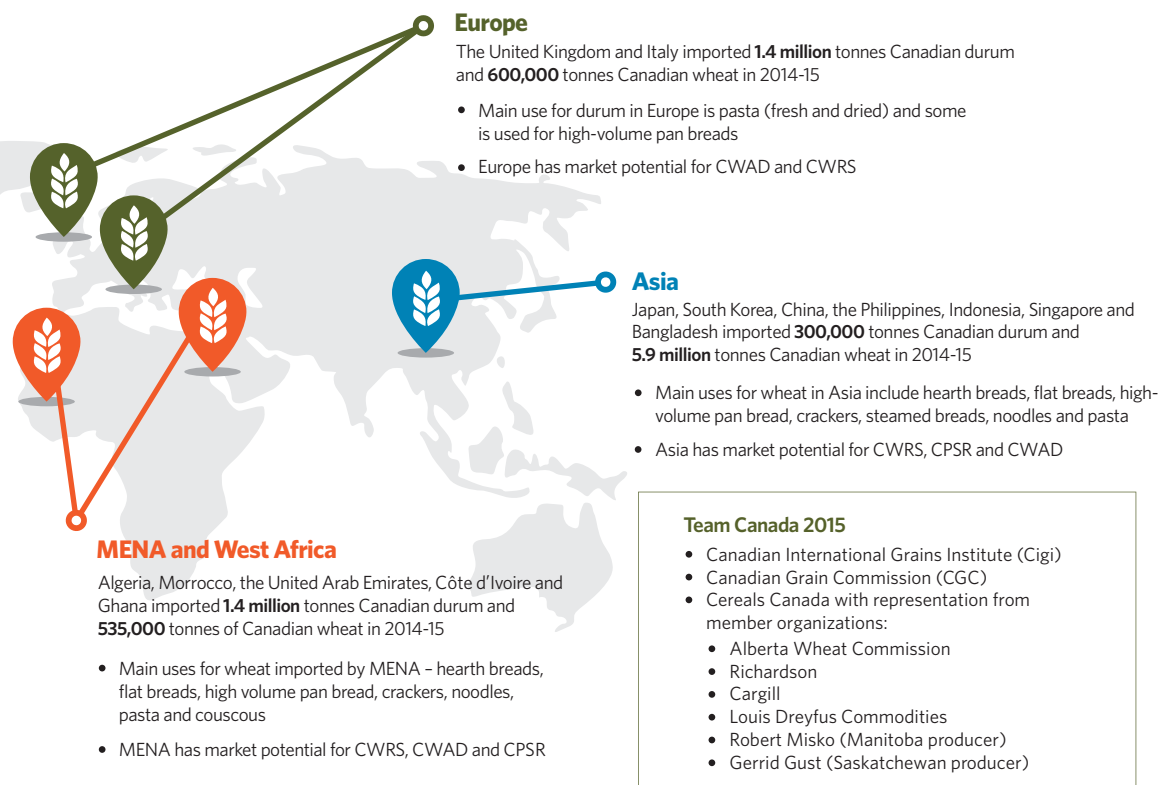 Europe
The United Kingdom and Italy imported 1.4 million tonnes Canadian durum
and 600,000 tonnes Canadian wheat in 2014-15
• Main use for durum in Europe is pasta (fresh and dried) and some
is used for high-volume pan breads
• Europe has market potential for CWAD and CWRS
Asia
Japan, South Korea, China, the Philippines, Indonesia, Singapore and
Bangladesh imported 300,000 tonnes Canadian durum and
5.9 million tonnes Canadian wheat in 2014-15
• Main uses for wheat in Asia include hearth breads, flat breads, high-
volume pan bread, crackers, steamed breads, noodles and pasta
• Asia has market potential for CWRS, CPSR and CWAD
MENA and West Africa
Algeria, Morrocco, the United Arab Emirates, Côte d'Ivoire and
Ghana imported 1.4 million tonnes Canadian durum and
535,000 tonnes of Canadian wheat in 2014-15
• Main uses for wheat imported by MENA – hearth breads,
flat breads, high volume pan bread, crackers, noodles,
pasta and couscous
• MENA has market potential for CWRS, CWAD and CPSR
Team Canada 2015
• Canadian International Grains Institute (Cigi)
• Canadian Grain Commission (CGC)
• Cereals Canada with representation from
member organizations:
• Alberta Wheat Commission
• Richardson
• Cargill
• Louis Dreyfus Commodities
• Robert Misko (Manitoba producer)
• Gerrid Gust (Saskatchewan producer)